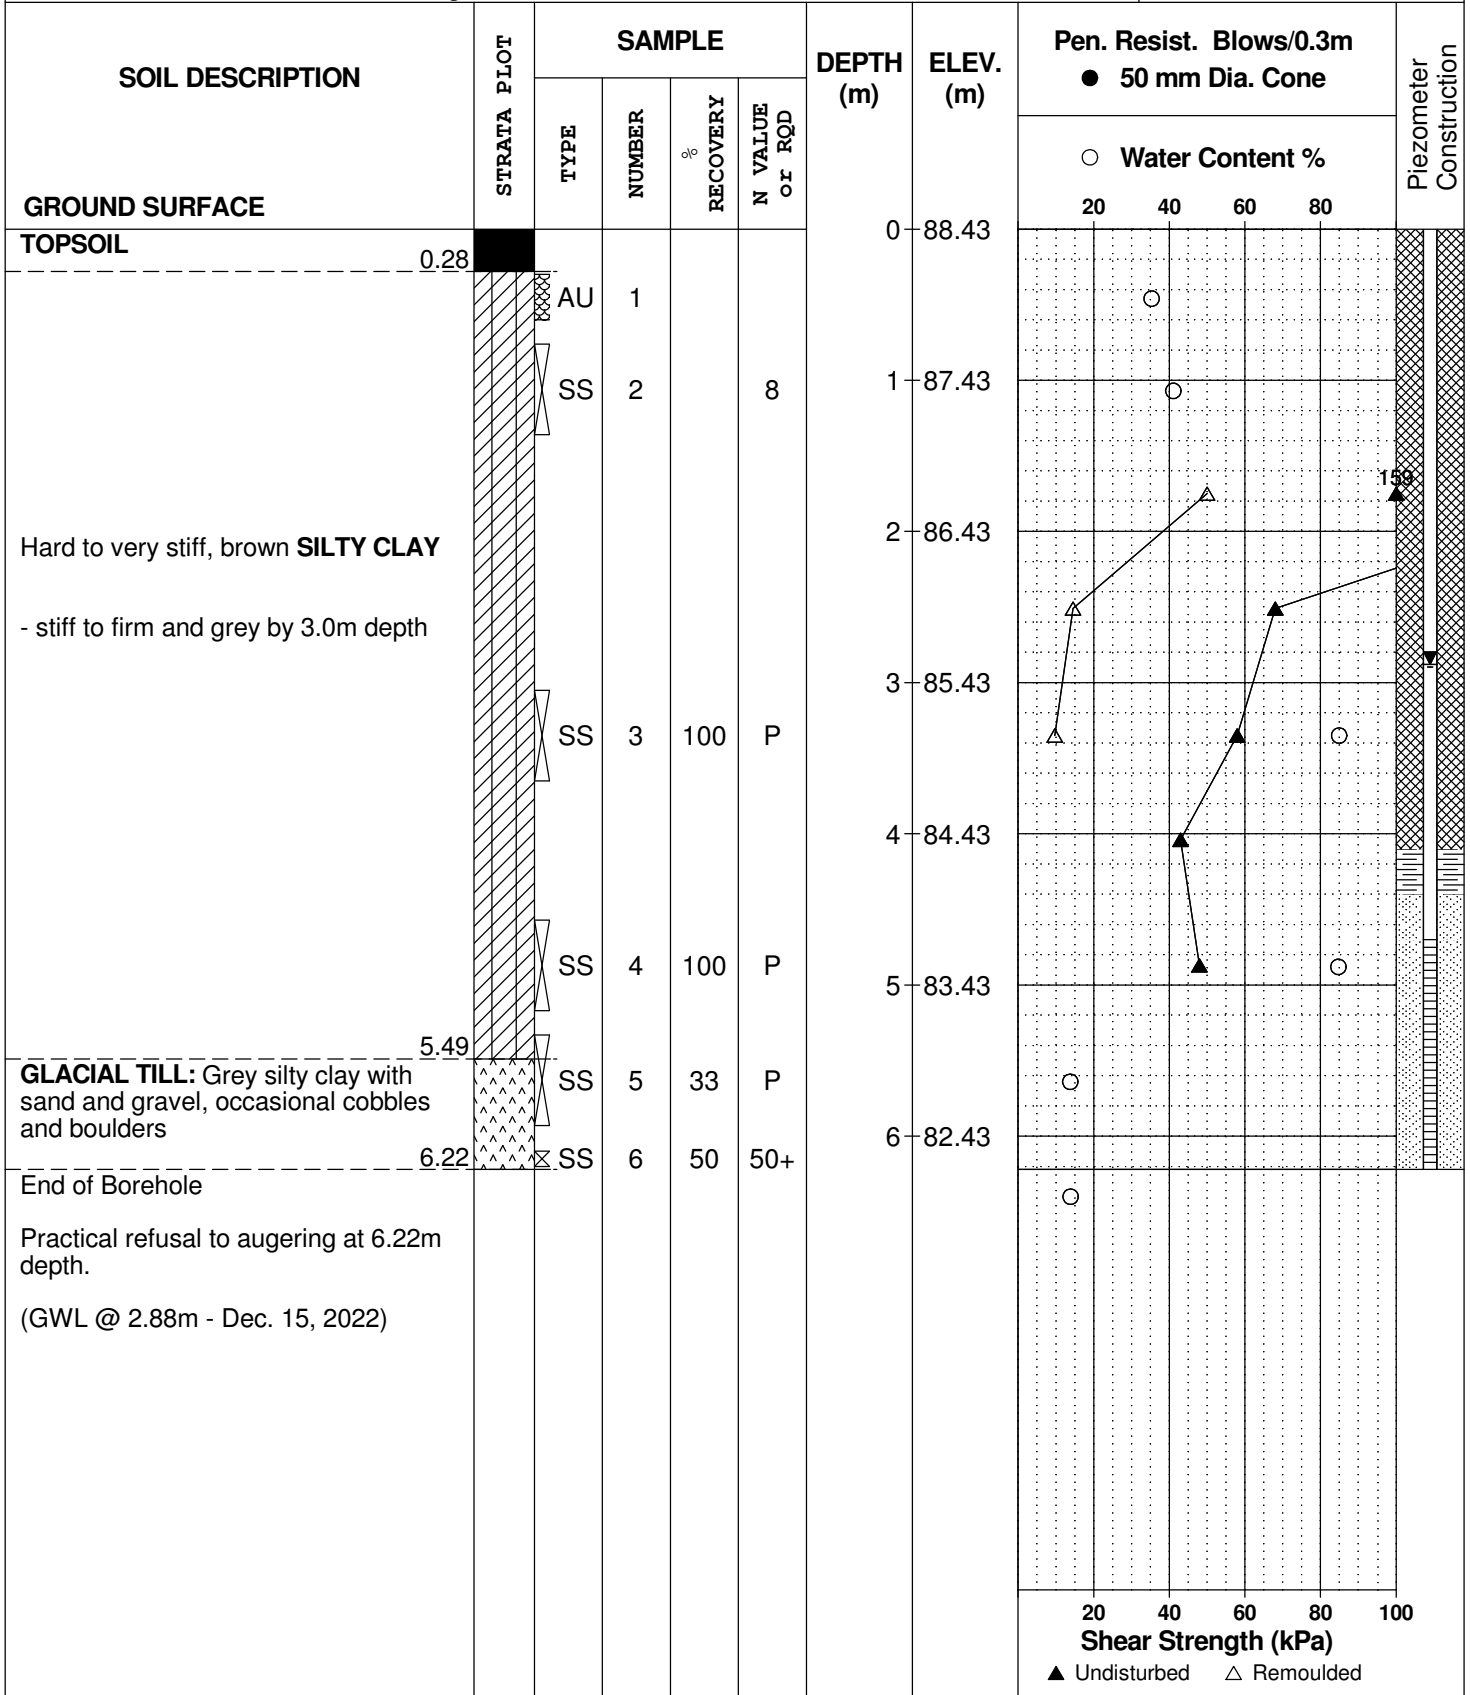 SOIL DESCRIPTION
GROUND SURFACE
STRATA PLOT
SAMPLE
TYPE
NUMBER
% RECOVERY
N VALUE or RQD
DEPTH (m)
ELEV. (m)
Pen. Resist. Blows/0.3m
● 50 mm Dia. Cone
○ Water Content %
20 40 60 80
Piezometer Construction
0 88.43
TOPSOIL
0.28
AU 1
SS 2 8
1 87.43
159
2 86.43
Hard to very stiff, brown SILTY CLAY
- stiff to firm and grey by 3.0m depth
3 85.43
SS 3 100 P
4 84.43
SS 4 100 P
5 83.43
5.49
GLACIAL TILL: Grey silty clay with
sand and gravel, occasional cobbles
and boulders
SS 5 33 P
6 82.43
6.22
SS 6 50 50+
End of Borehole
Practical refusal to augering at 6.22m
depth.
(GWL @ 2.88m - Dec. 15, 2022)
20 40 60 80 100
Shear Strength (kPa)
▲ Undisturbed △ Remoulded